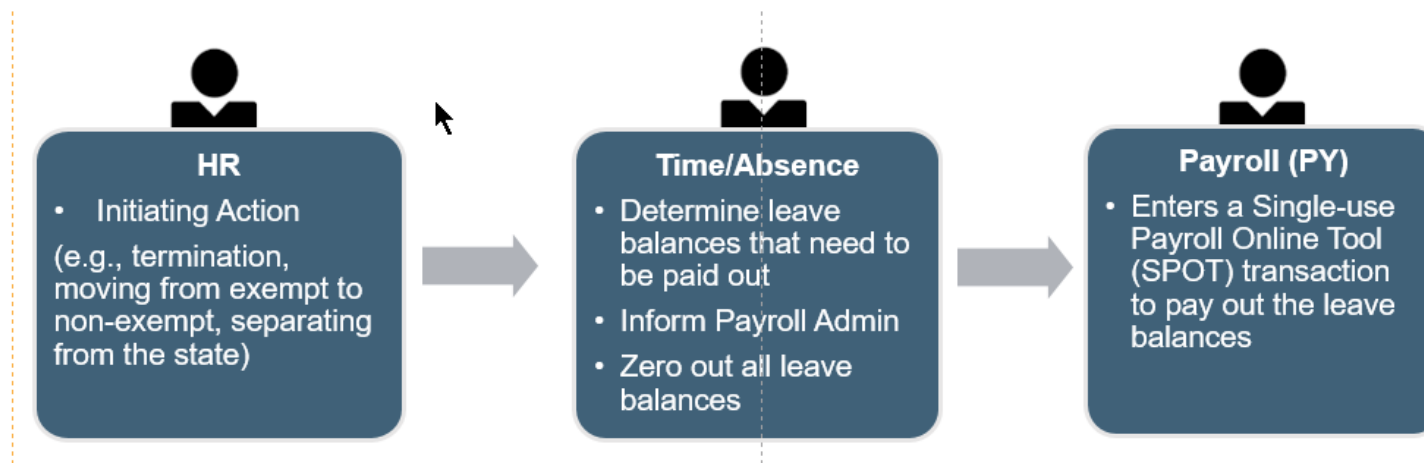 HR
• Initiating Action
(e.g., termination,
moving from exempt to
non-exempt, separating
from the state)
Time/Absence
• Determine leave
balances that need to
be paid out
• Inform Payroll Admin
• Zero out all leave
balances
Payroll (PY)
• Enters a Single-use
Payroll Online Tool
(SPOT) transaction
to pay out the leave
balances